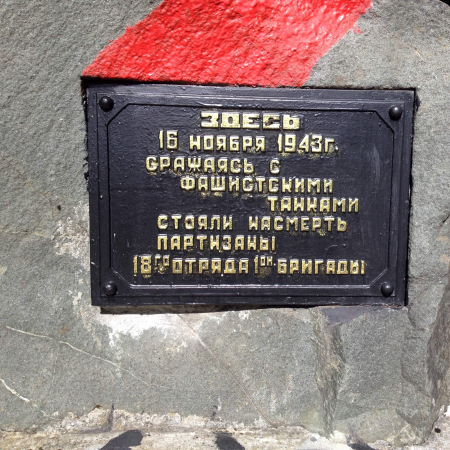 ЗДЕСЬ
16 НОЯБРЯ 1943Г.
СРАЖАЯСЬ С
ФАШИСТСКИМИ
ТАНКАМИ
СТОЯЛИ НАСМЕРТЬ
ПАРТИЗАНЫ
18ГО ОТРЯДА 1ОЙ БРИГАДЫ